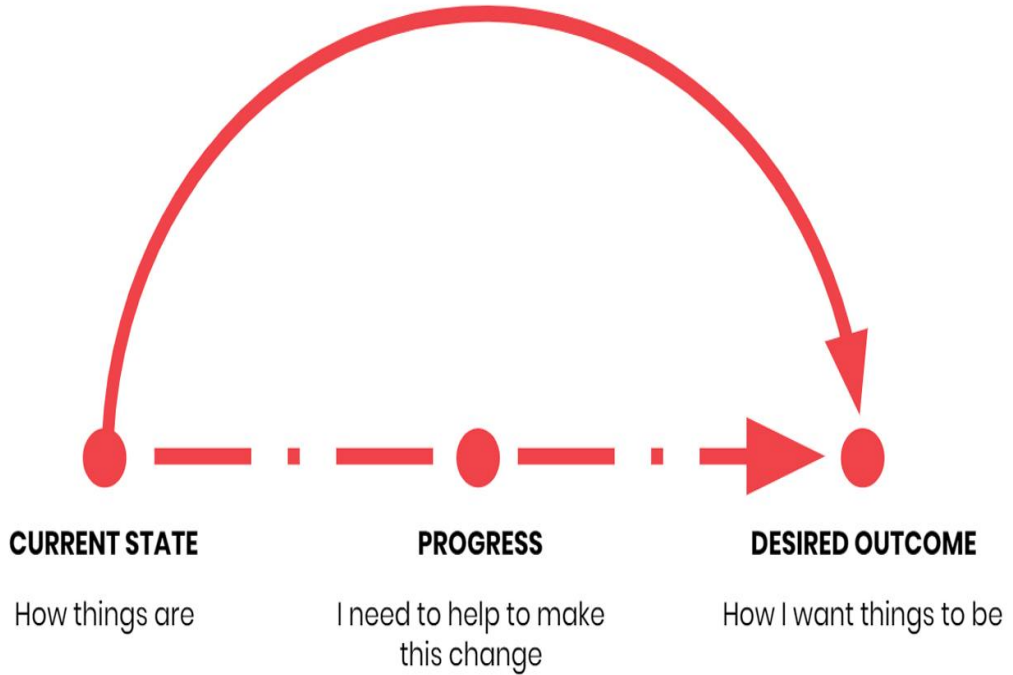 CURRENT STATE
How things are
PROGRESS
I need to help to make
this change
DESIRED OUTCOME
How I want things to be